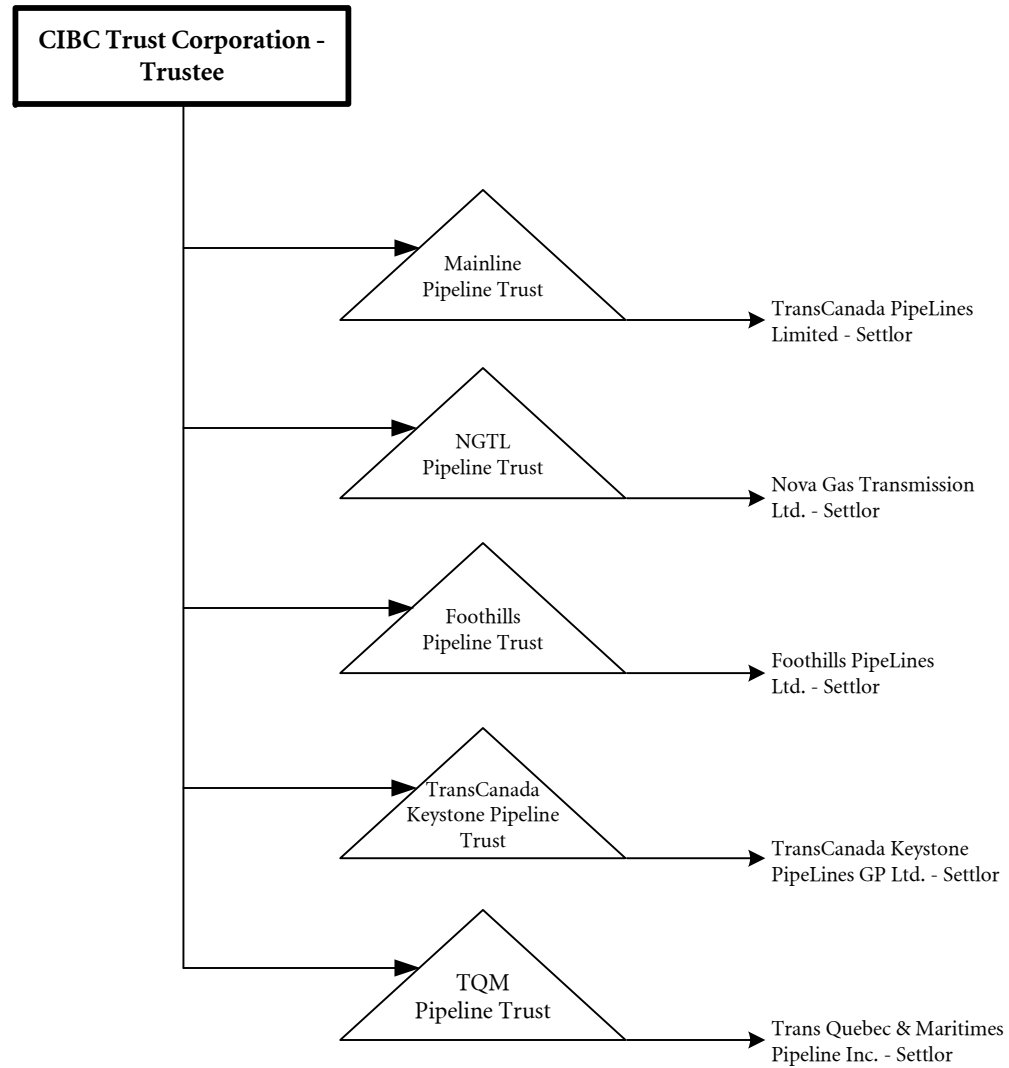 CIBC Trust Corporation -
Trustee
Mainline
Pipeline Trust
TransCanada PipeLines
Limited - Settlor
NGTL
Pipeline Trust
Nova Gas Transmission
Ltd. - Settlor
Foothills
Pipeline Trust
Foothills PipeLines
Ltd. - Settlor
TransCanada
Keystone Pipeline
Trust
TransCanada Keystone
PipeLines GP Ltd. - Settlor
TQM
Pipeline Trust
Trans Quebec & Maritimes
Pipeline Inc. - Settlor